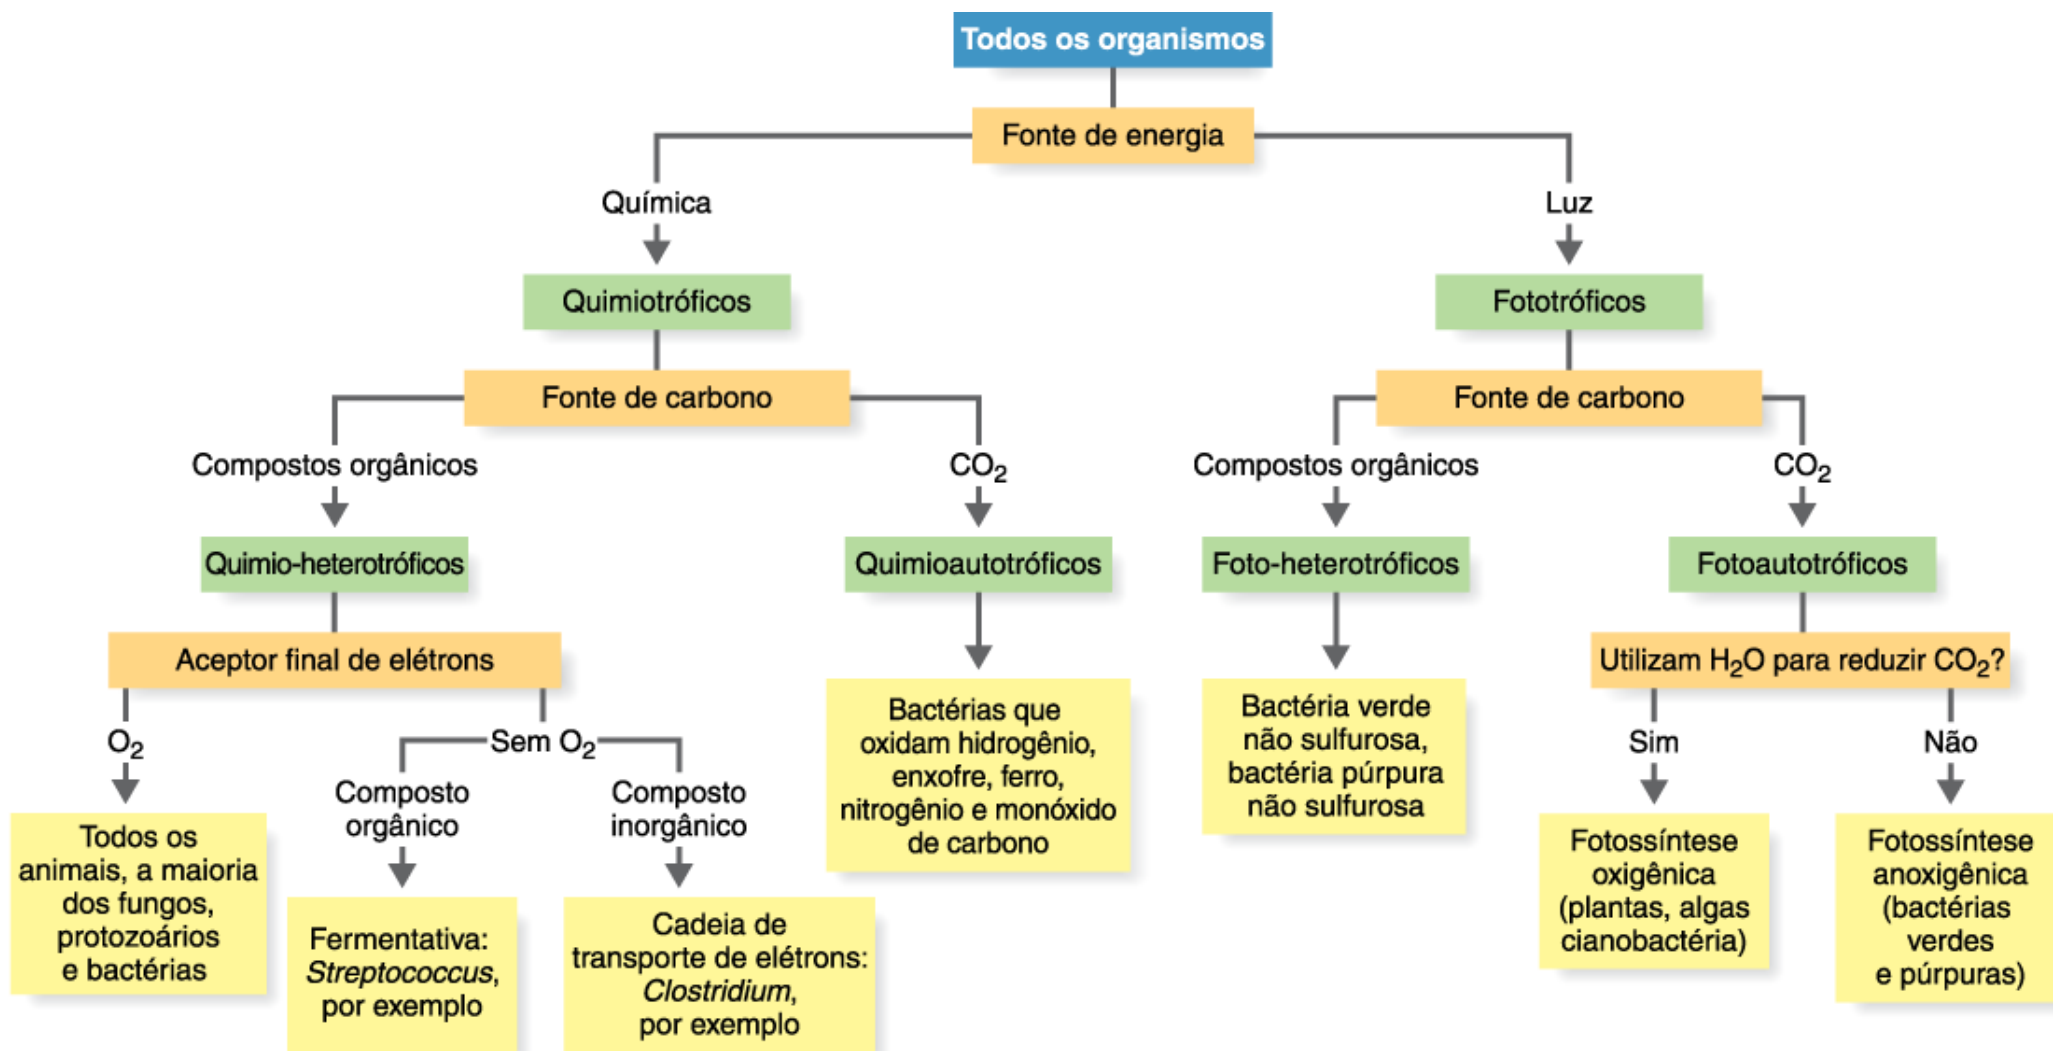 Todos os organismos
Fonte de energia
Química
Luz
Quimiotróficos
Fototróficos
Fonte de carbono
Fonte de carbono
Compostos orgânicos
CO2
Compostos orgânicos
CO2
Quimio-heterotróficos
Quimioautotróficos
Foto-heterotróficos
Fotoautotróficos
Aceptor final de elétrons
Utilizam H2O para reduzir CO2?
O2
Sem O2
Composto
orgânico
Composto
inorgânico
Sim
Não
Todos os
animais, a maioria
dos fungos,
protozoários
e bactérias
Fermentativa:
Streptococcus,
por exemplo
Cadeia de
transporte de elétrons:
Clostridium,
por exemplo
Bactérias que
oxidam hidrogênio,
enxofre, ferro,
nitrogênio e monóxido
de carbono
Bactéria verde
não sulfurosa,
bactéria púrpura
não sulfurosa
Fotossíntese
oxigênica
(plantas, algas
cianobactéria)
Fotossíntese
anoxigênica
(bactérias
verdes
e púrpuras)